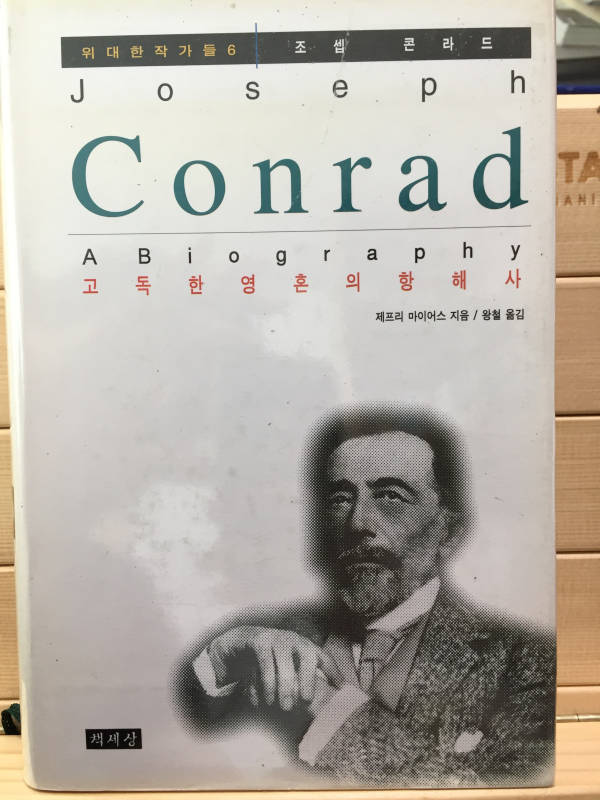 위대한작가들 6 조셉 콘라드
Joseph
Conrad
A Biography
고독한 영혼의 항해사
제프리 마이어스 지음 / 왕철 옮김
책세상